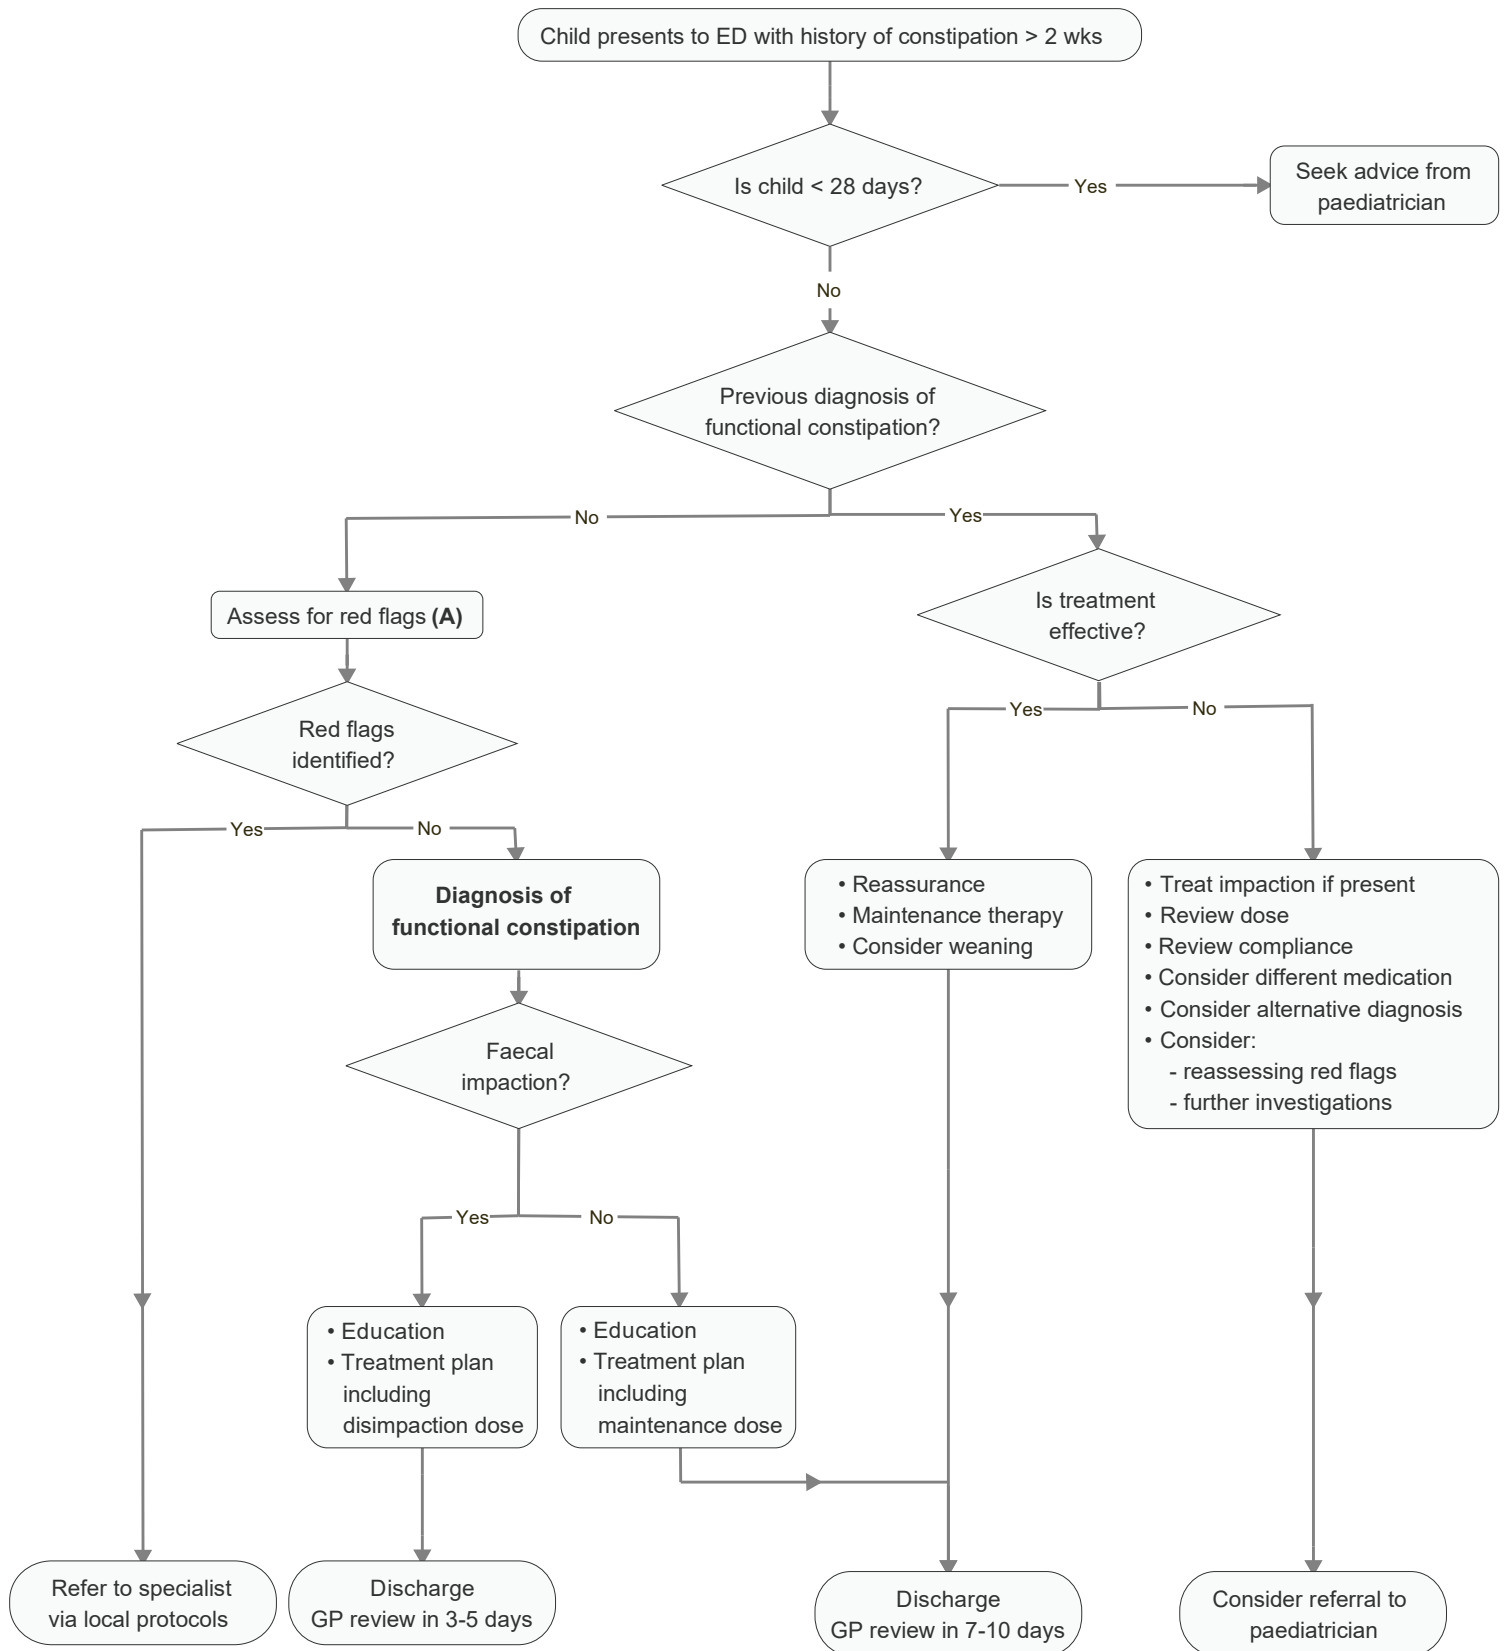 Child presents to ED with history of constipation > 2 wks
Is child < 28 days?
Yes
Seek advice from
paediatrician
No
Previous diagnosis of
functional constipation?
No
Yes
Assess for red flags (A)
Is treatment
effective?
Red flags
identified?
Yes
No
Yes
No
Diagnosis of
functional constipation
• Reassurance
• Maintenance therapy
• Consider weaning
• Treat impaction if present
• Review dose
• Review compliance
• Consider different medication
• Consider alternative diagnosis
• Consider:
- reassessing red flags
- further investigations
Faecal
impaction?
Yes
No
• Education
• Treatment plan
including
disimpaction dose
• Education
• Treatment plan
including
maintenance dose
Refer to specialist
via local protocols
Discharge
GP review in 3-5 days
Discharge
GP review in 7-10 days
Consider referral to
paediatrician